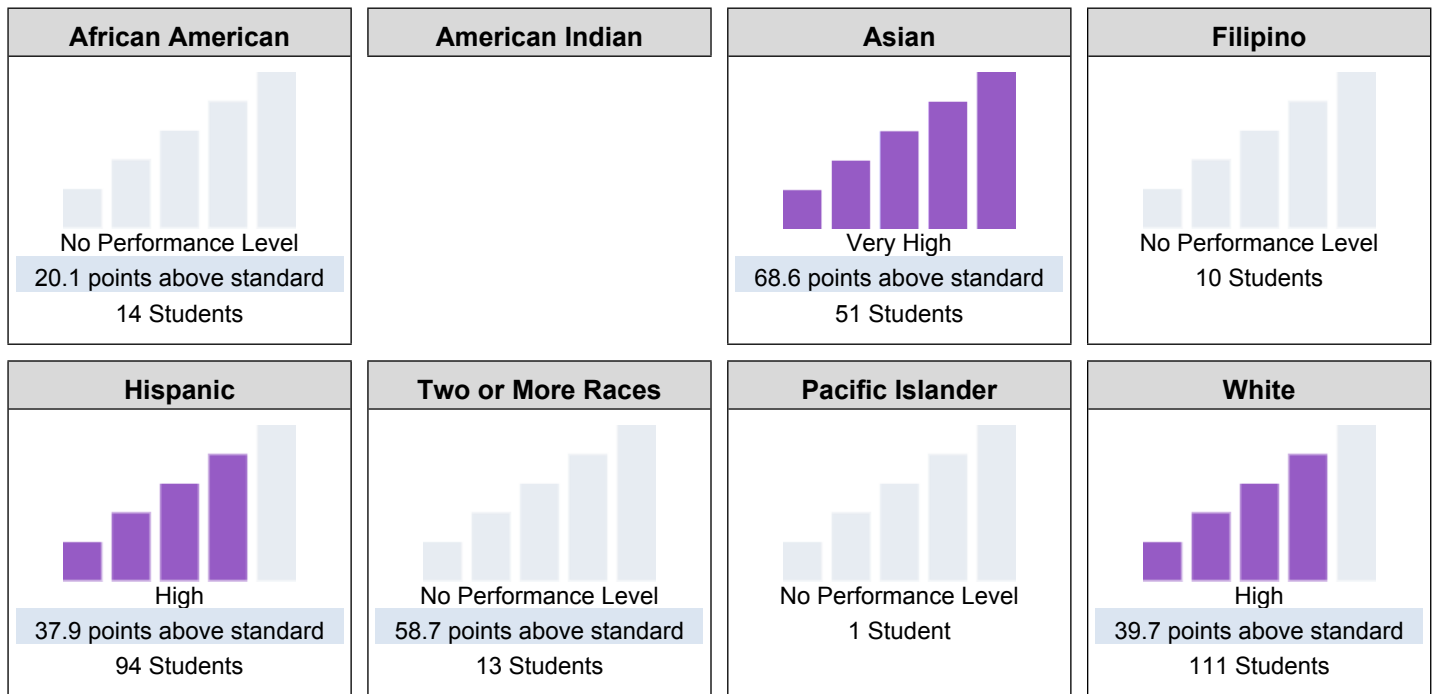 African American
No Performance Level
20.1 points above standard
14 Students
American Indian
Asian
Very High
68.6 points above standard
51 Students
Filipino
No Performance Level
10 Students
Hispanic
High
37.9 points above standard
94 Students
Two or More Races
No Performance Level
58.7 points above standard
13 Students
Pacific Islander
No Performance Level
1 Student
White
High
39.7 points above standard
111 Students